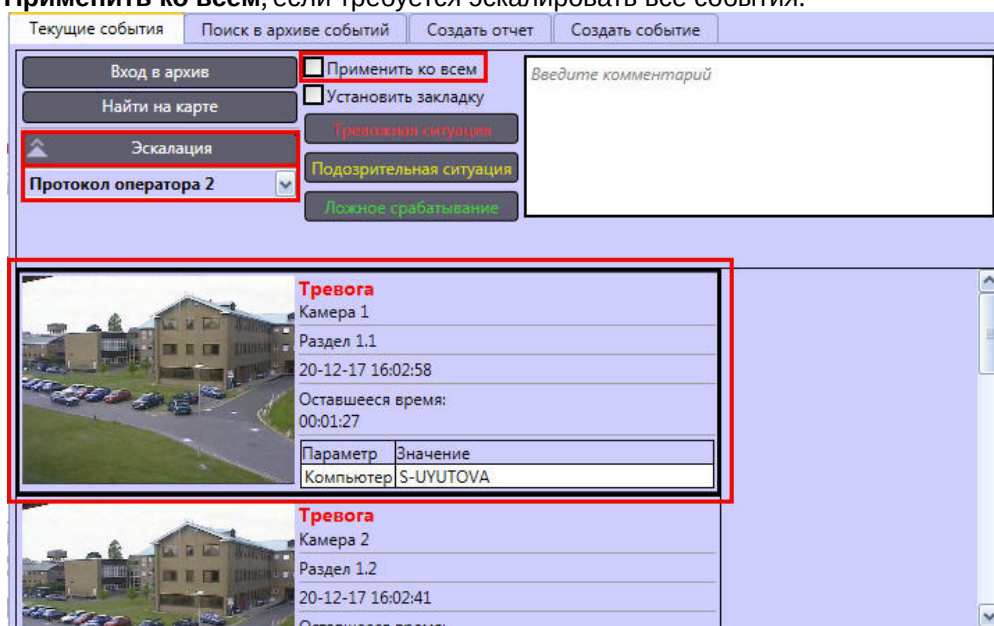 Применить ко всем, если требуется эскалировать все события.
Текущие события Поиск в архиве событий Создать отчет Создать событие
Вход в архив
Найти на карте
Эскалация
Протокол оператора 2
Применить ко всем
Установить закладку
Тревожная ситуация
Подозрительная ситуация
Ложное срабатывание
Введите комментарий
Тревога
Камера 1
Раздел 1.1
20-12-17 16:02:58
Оставшееся время:
00:01:27
Параметр Значение
Компьютер S-UYUTOVA
Тревога
Камера 2
Раздел 1.2
20-12-17 16:02:41
Оставшееся время: